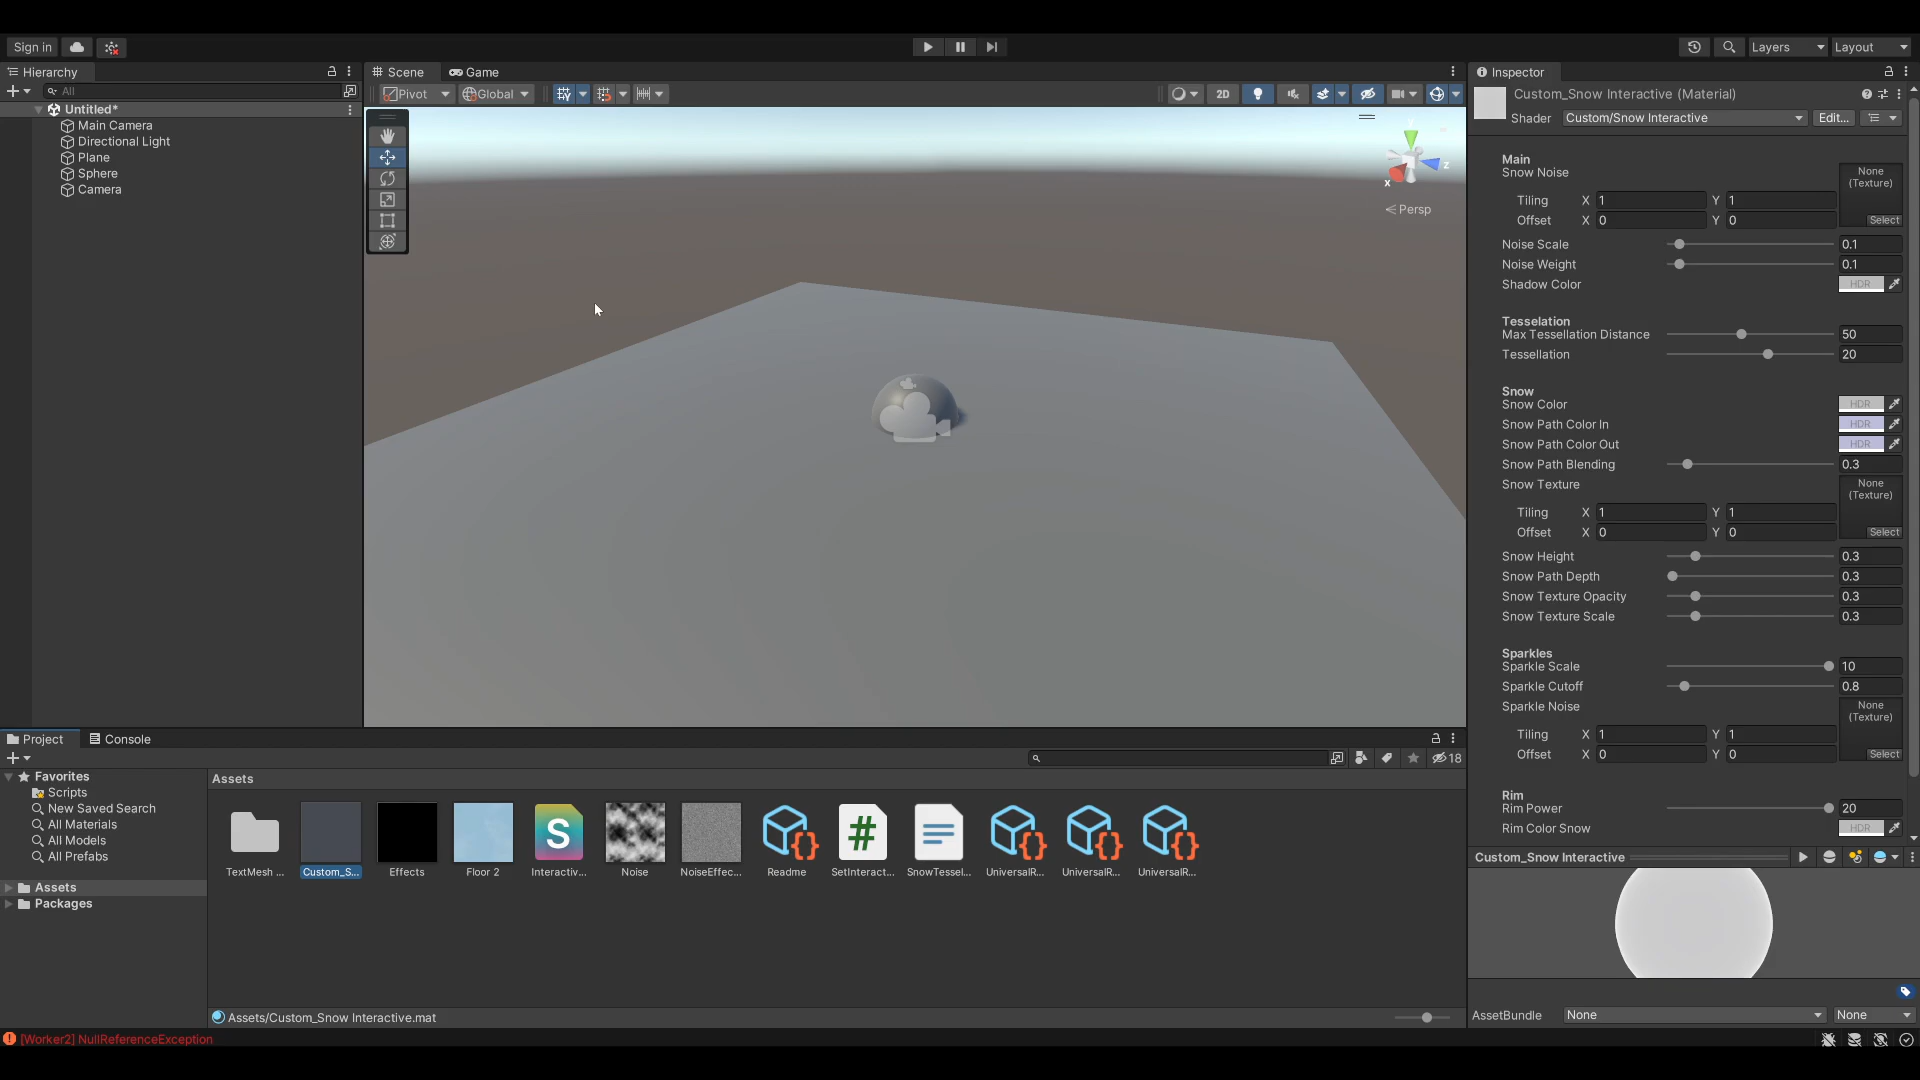 Sign in
Layers
Layout
Hierarchy
All
Untitled*
Main Camera
Directional Light
Plane
Sphere
Camera
Scene
Game
Pivot
Global
2D
y
x
z
Persp
Inspector
Custom_Snow Interactive (Material)
Shader
Custom/Snow Interactive
Edit...
Main
Snow Noise
None
(Texture)
Tiling X 1 Y 1
Offset X 0 Y 0
Select
Noise Scale 0.1
Noise Weight 0.1
Shadow Color HDR
Tesselation
Max Tessellation Distance 50
Tessellation 20
Snow
Snow Color HDR
Snow Path Color In HDR
Snow Path Color Out HDR
Snow Path Blending 0.3
Snow Texture
None
(Texture)
Tiling X 1 Y 1
Offset X 0 Y 0
Select
Snow Height 0.3
Snow Path Depth 0.3
Snow Texture Opacity 0.3
Snow Texture Scale 0.3
Sparkles
Sparkle Scale 10
Sparkle Cutoff 0.8
Sparkle Noise
None
(Texture)
Tiling X 1 Y 1
Offset X 0 Y 0
Select
Rim
Rim Power 20
Rim Color Snow HDR
Custom_Snow Interactive
AssetBundle None None
Project
Console
18
Favorites
Scripts
New Saved Search
All Materials
All Models
All Prefabs
Assets
Packages
Assets
TextMesh ...
Custom_S...
Effects
Floor 2
S
Interactiv...
Noise
NoiseEffec...
{}
Readme
#
SetInteract...
SnowTessel...
{}
UniversalR...
{}
UniversalR...
{}
UniversalR...
Assets/Custom_Snow Interactive.mat
[Worker2] NullReferenceException